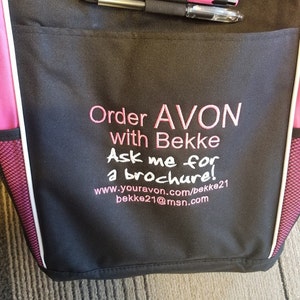 Order AVON
with Bekke
Ask me for
a brochure!
www.youravon.com/bekke21
bekke21@msn.com